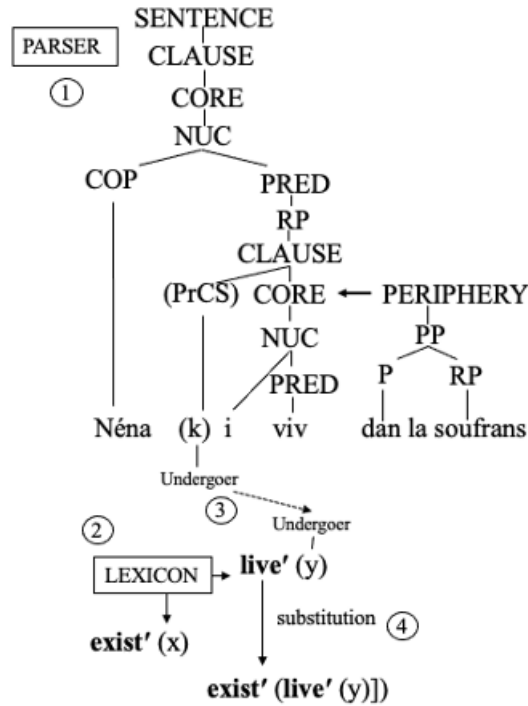 SENTENCE
PARSER
CLAUSE
1
CORE
NUC
COP PRED
RP
CLAUSE
(PrCS) CORE PERIPHERY
PP
NUC
P RP
PRED
Néna (k) i viv dan la soufrans
Undergoer
3
Undergoer
2
LEXICON live′ (y)
substitution 4
exist′ (x)
exist′ (live′ (y)])